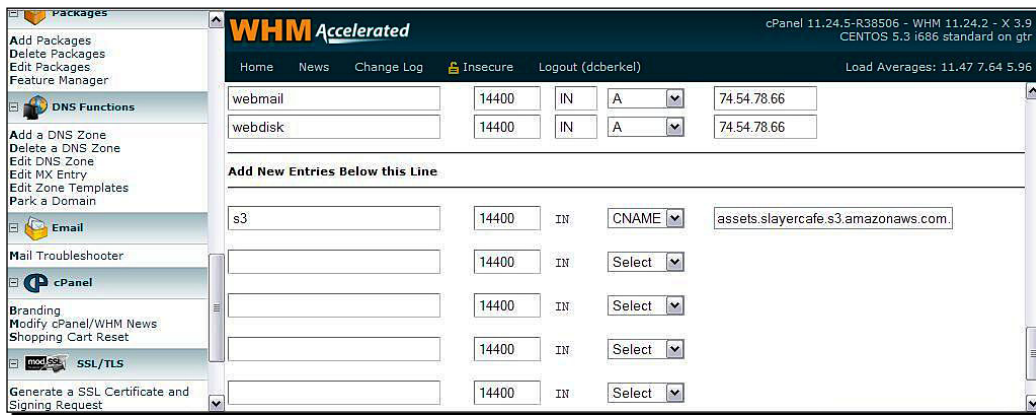 Packages
Add Packages
Delete Packages
Edit Packages
Feature Manager
DNS Functions
Add a DNS Zone
Delete a DNS Zone
Edit DNS Zone
Edit MX Entry
Edit Zone Templates
Park a Domain
Email
Mail Troubleshooter
cPanel
Branding
Modify cPanel/WHM News
Shopping Cart Reset
mod SSL SSL/TLS
Generate a SSL Certificate and
Signing Request
WHM Accelerated
cPanel 11.24.5-R38506 - WHM 11.24.2 - X 3.9
CENTOS 5.3 i686 standard on gtr
Home News Change Log Insecure Logout (dcberkel) Load Averages: 11.47 7.64 5.96
webmail 14400 IN A 74.54.78.66
webdisk 14400 IN A 74.54.78.66
Add New Entries Below this Line
s3 14400 IN CNAME assets.slayercafe.s3.amazonaws.com.
14400 IN Select
14400 IN Select
14400 IN Select
14400 IN Select